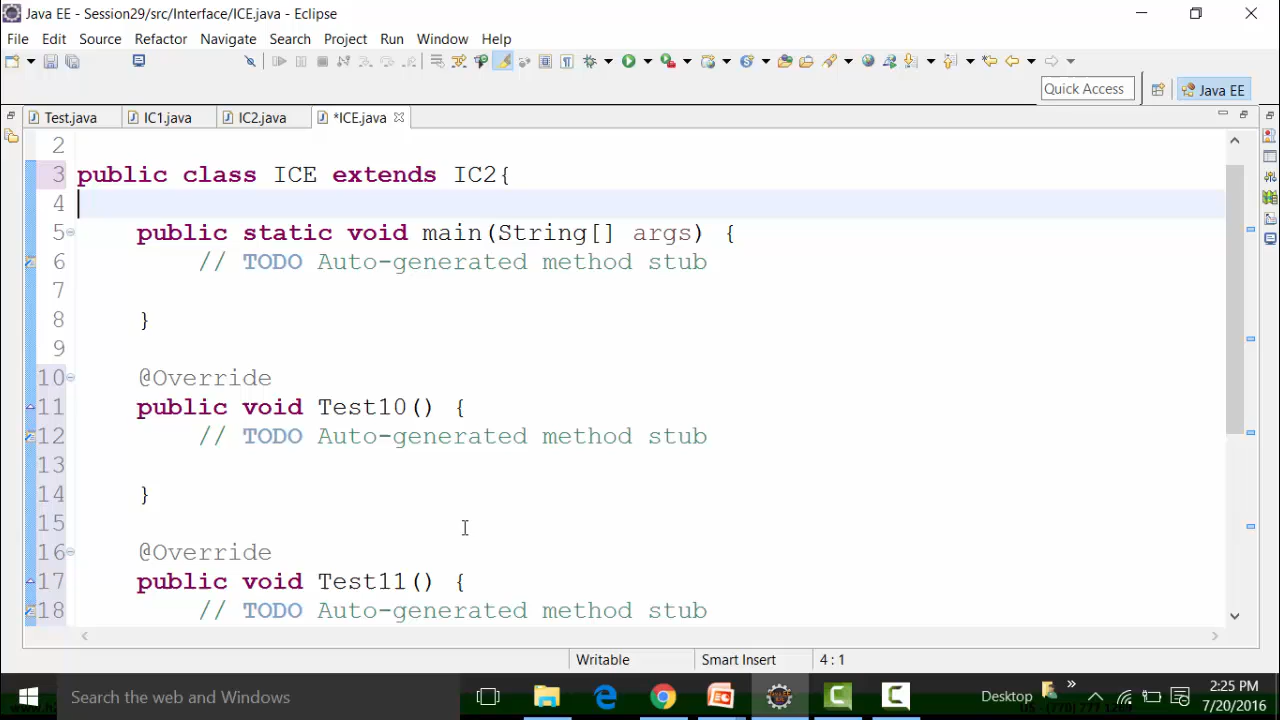 Java EE - Session29/src/Interface/ICE.java - Eclipse
File Edit Source Refactor Navigate Search Project Run Window Help
Quick Access
Java EE
Test.java IC1.java IC2.java *ICE.java
2
3 public class ICE extends IC2{
4
5 public static void main(String[] args) {
6 // TODO Auto-generated method stub
7
8 }
9
10 @Override
11 public void Test10() {
12 // TODO Auto-generated method stub
13
14 }
15
16 @Override
17 public void Test11() {
18 // TODO Auto-generated method stub
Writable Smart Insert 4 : 1
Search the web and Windows
Desktop
2:25 PM
7/20/2016